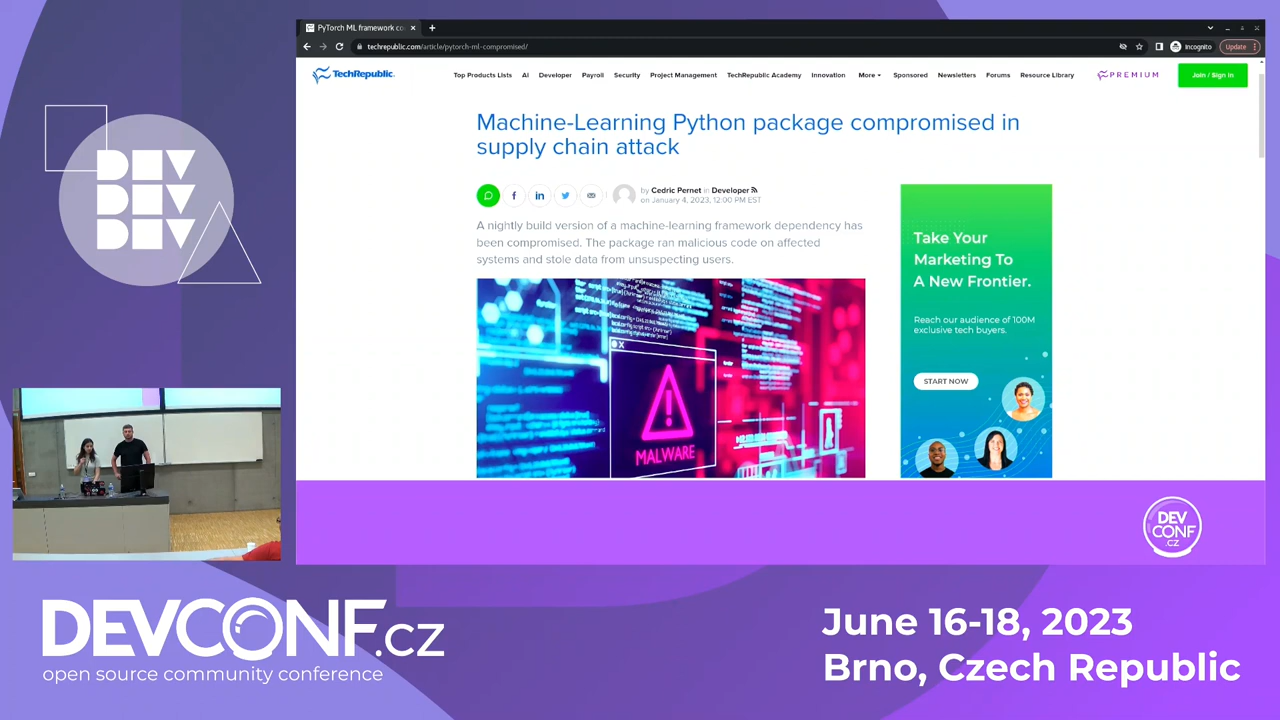 PyTorch ML framework co
techrepublic.com/article/pytorch-ml-compromised/
Incognito
Update
TechRepublic.
Top Products Lists
AI
Developer
Payroll
Security
Project Management
TechRepublic Academy
Innovation
More
Sponsored
Newsletters
Forums
Resource Library
PREMIUM
Join / Sign In
Machine-Learning Python package compromised in
supply chain attack
by Cedric Pernet in Developer
on January 4, 2023, 12:00 PM EST
A nightly build version of a machine-learning framework dependency has
been compromised. The package ran malicious code on affected
systems and stole data from unsuspecting users.
MALWARE
Take Your
Marketing To
A New Frontier.
Reach our audience of 100M
exclusive tech buyers.
START NOW
DEV
DEV
DEV
DEV
CONF
.CZ
DEVCONF.cz
open source community conference
June 16-18, 2023
Brno, Czech Republic